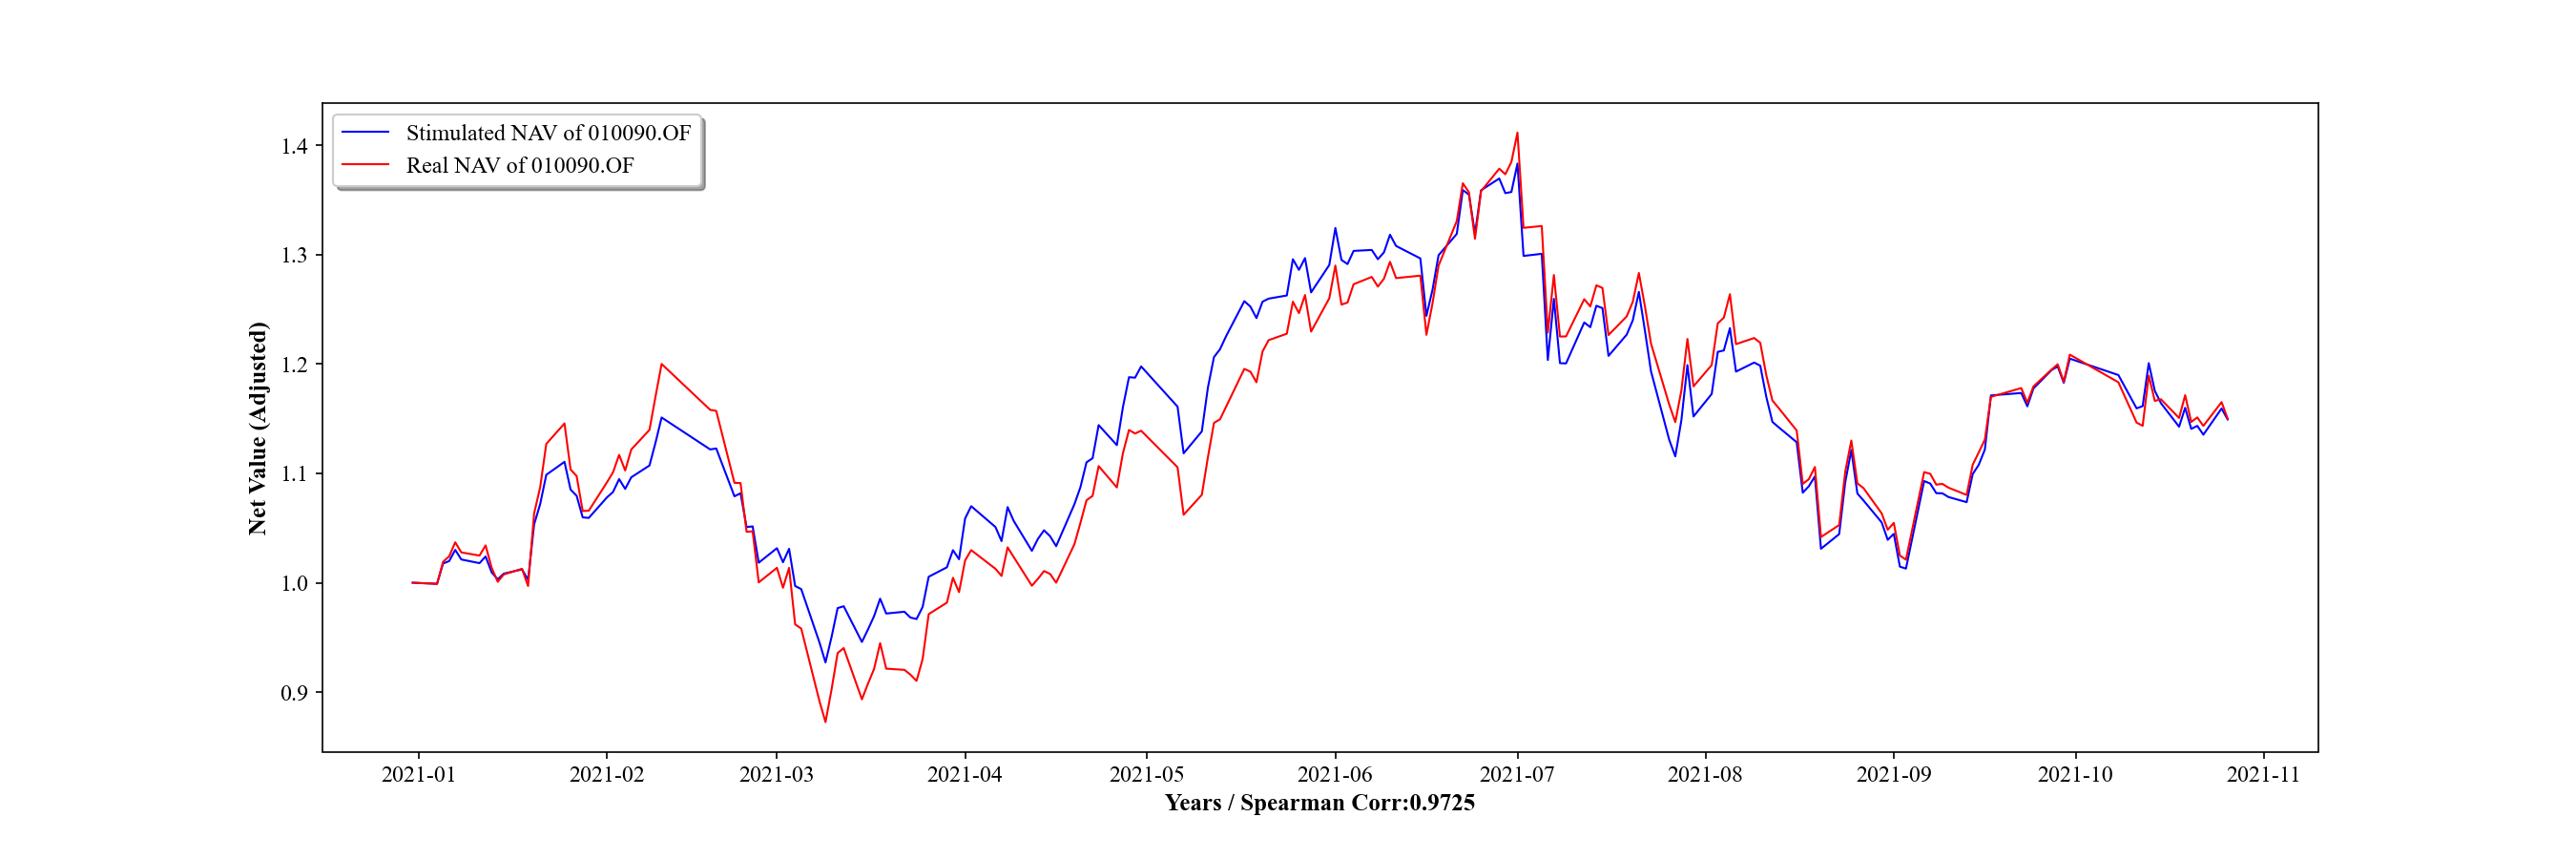 Stimulated NAV of 010090.OF
Real NAV of 010090.OF
1.4
1.3
1.2
1.1
1.0
0.9
Net Value (Adjusted)
2021-01 2021-02 2021-03 2021-04 2021-05 2021-06 2021-07 2021-08 2021-09 2021-10 2021-11
Years / Spearman Corr:0.9725